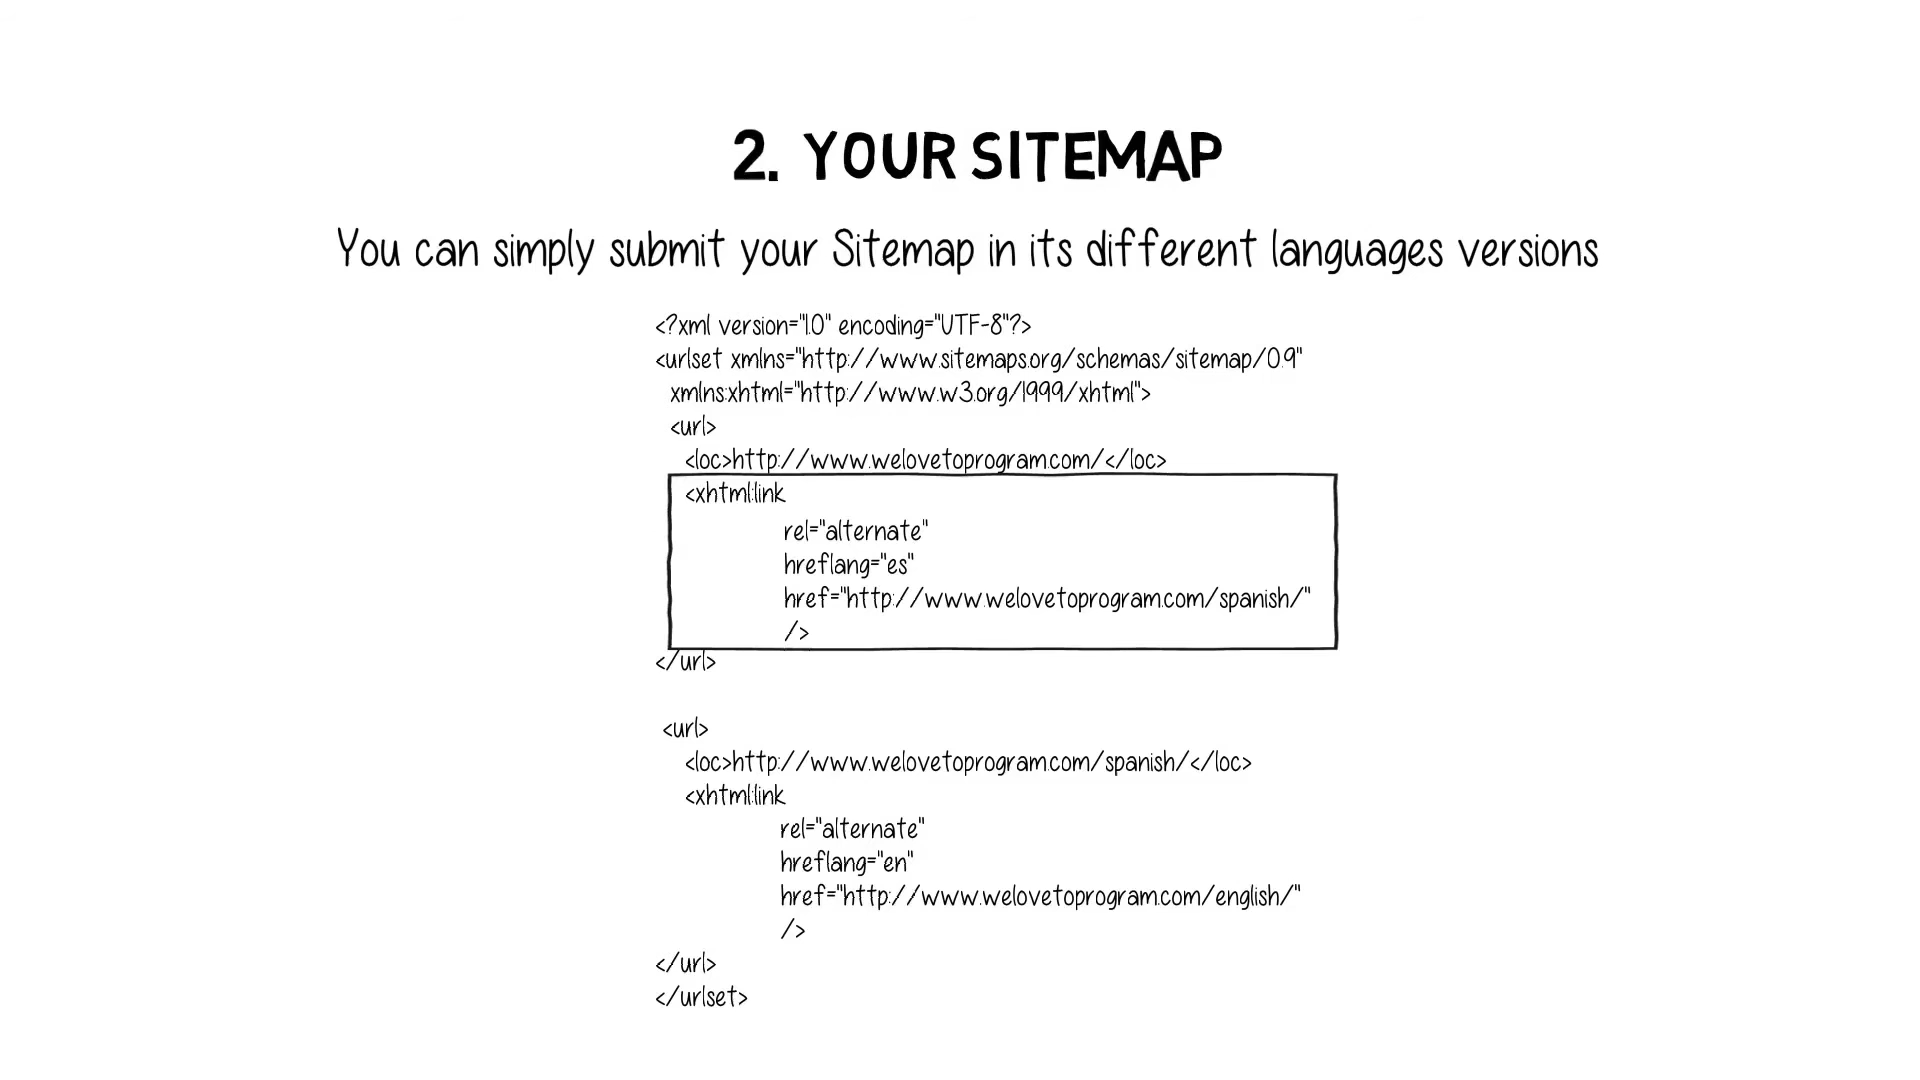 2. YOUR SITEMAP
You can simply submit your Sitemap in its different languages versions
<?xml version="1.0" encoding="UTF-8"?>
<urlset xmlns="http://www.sitemaps.org/schemas/sitemap/0.9"
xmlns:xhtml="http://www.w3.org/1999/xhtml">
<url>
<loc>http://www.welovetoprogram.com/</loc>
<xhtml:link
rel="alternate"
hreflang="es"
href="http://www.welovetoprogram.com/spanish/"
/>
</url>
<url>
<loc>http://www.welovetoprogram.com/spanish/</loc>
<xhtml:link
rel="alternate"
hreflang="en"
href="http://www.welovetoprogram.com/english/"
/>
</url>
</urlset>